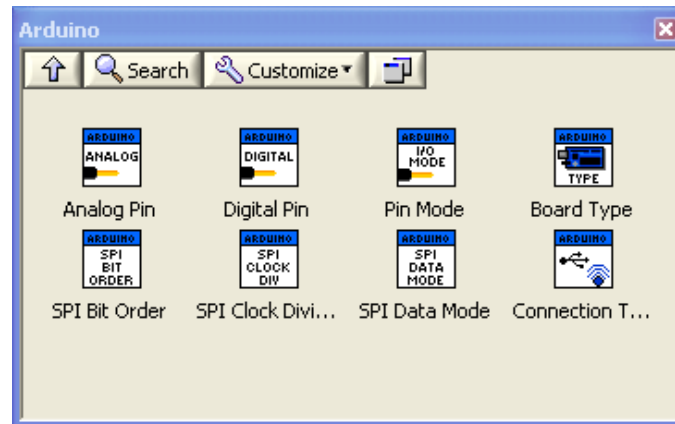 Arduino
Search Customize
ARDUINO ARDUINO ARDUINO ARDUINO
ANALOG DIGITAL I/O MODE TYPE
Analog Pin Digital Pin Pin Mode Board Type
ARDUINO ARDUINO ARDUINO ARDUINO
SPI SPI SPI
BIT CLOCK DATA
ORDER DIV MODE
SPI Bit Order SPI Clock Divi... SPI Data Mode Connection T...